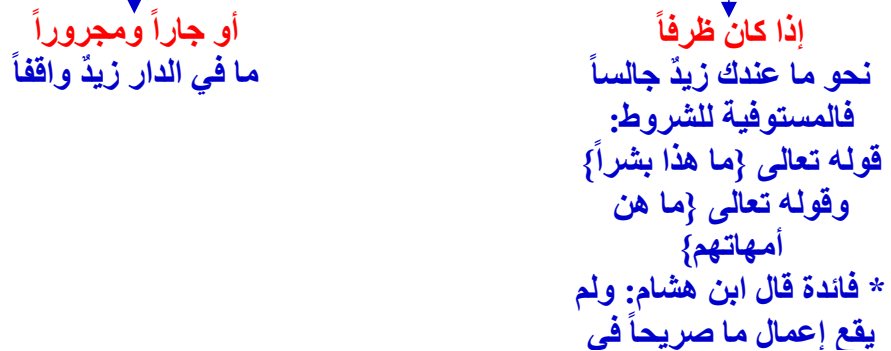 إذا كان ظرفاً
نحو ما عندك زيدٌ جالساً
فالمستوفية للشروط:
قوله تعالى {ما هذا بشراً}
وقوله تعالى {ما هن
أمهاتهم}
* فائدة قال ابن هشام: ولم
يقع إعمال ما صريحاً في
أو جاراً ومجروراً
ما في الدار زيدٌ واقفاً